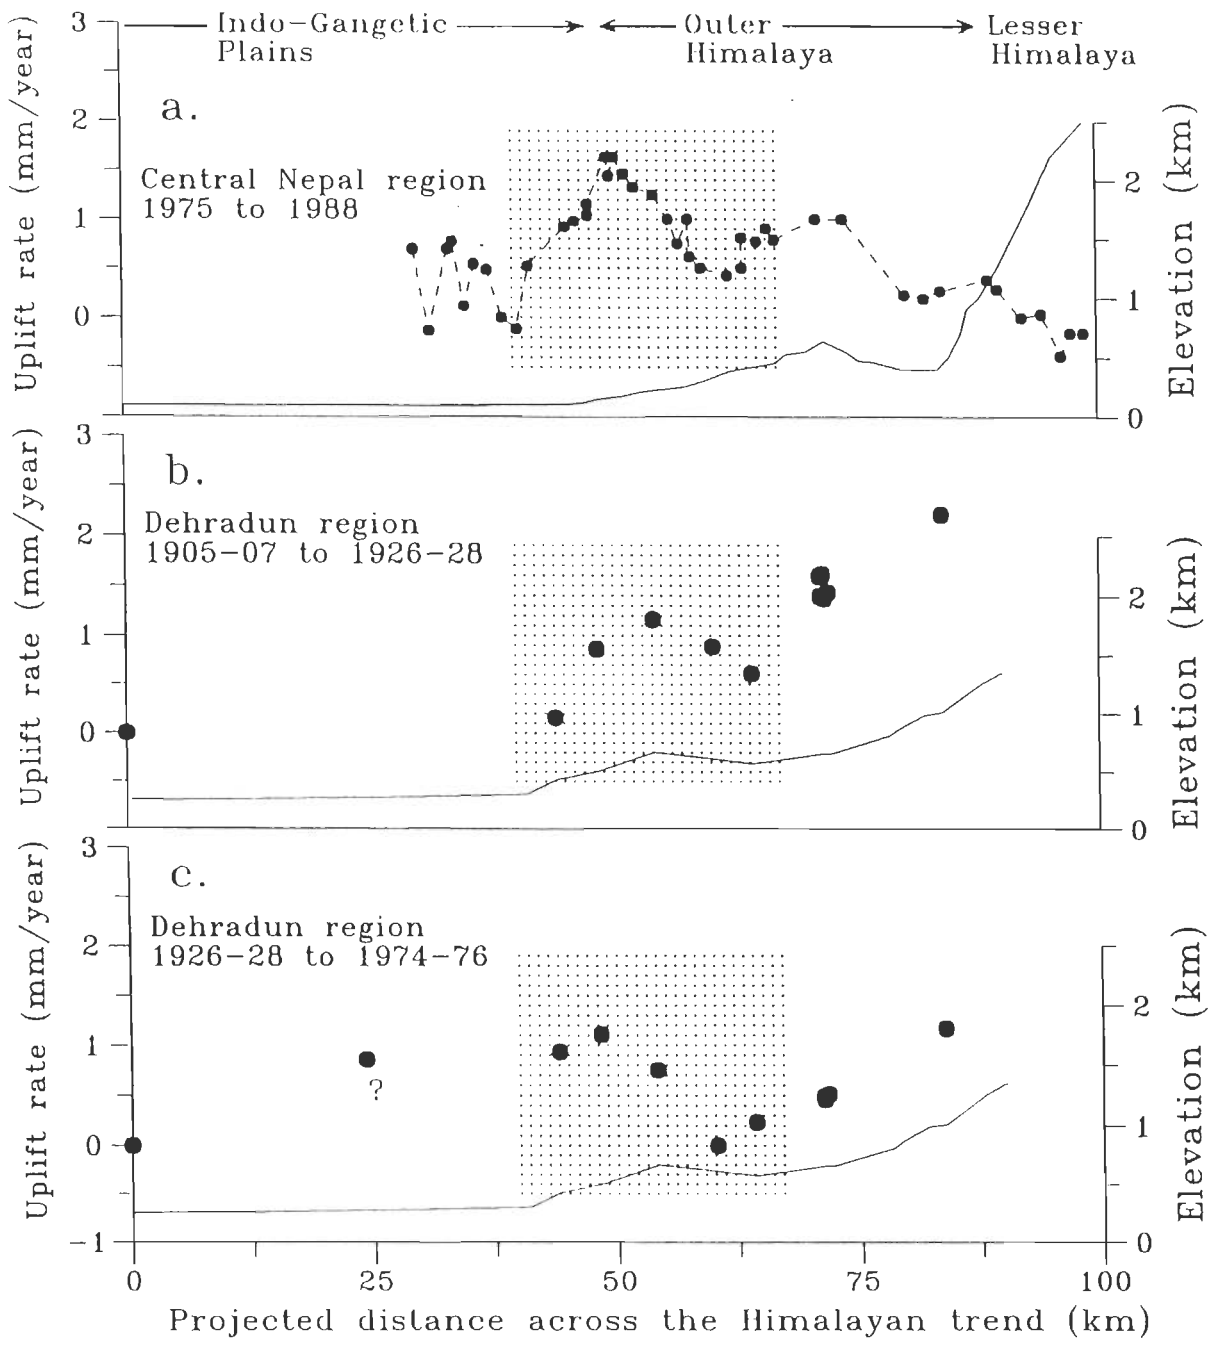 Indo-Gangetic Plains
Outer Himalaya
Lesser Himalaya
a.
Central Nepal region
1975 to 1988
Uplift rate (mm/year)
3
2
1
0
Elevation (km)
2
1
0
b.
Dehradun region
1905-07 to 1926-28
Uplift rate (mm/year)
3
2
1
0
Elevation (km)
2
1
0
c.
Dehradun region
1926-28 to 1974-76
?
Uplift rate (mm/year)
3
2
1
0
-1
Elevation (km)
2
1
0
0 25 50 75 100
Projected distance across the Himalayan trend (km)